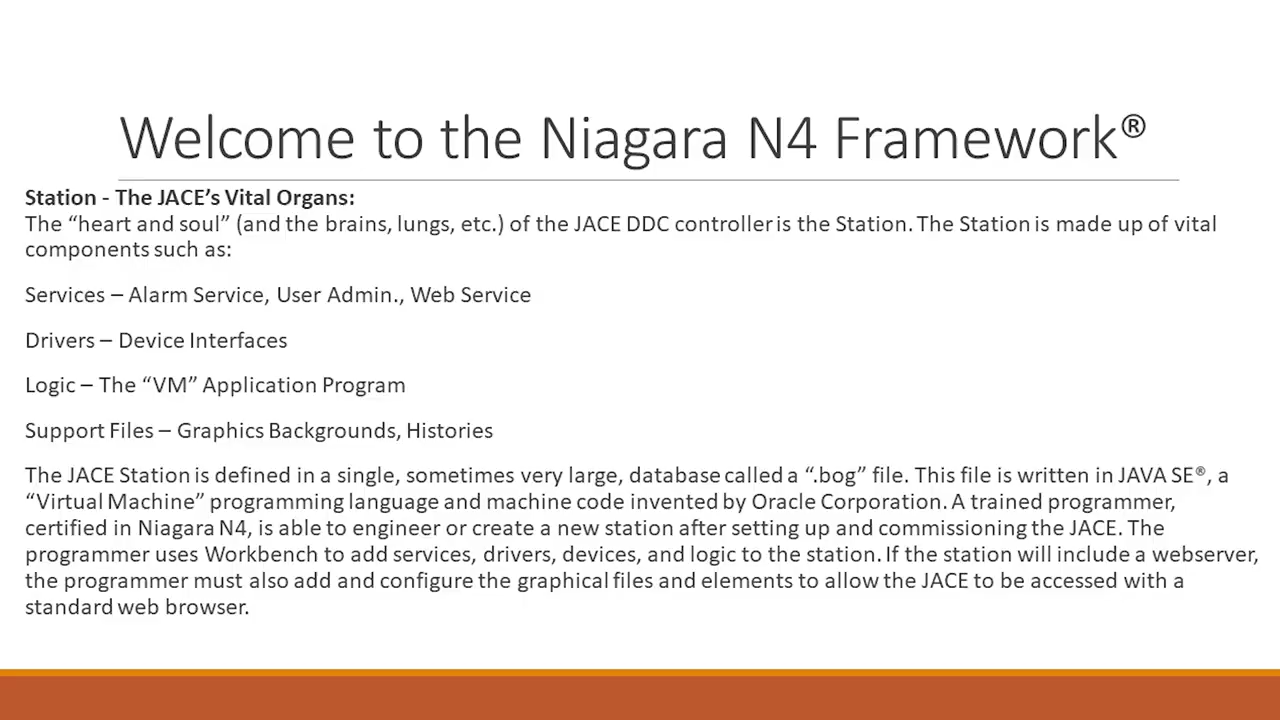 Welcome to the Niagara N4 Framework®
Station - The JACE’s Vital Organs:
The “heart and soul” (and the brains, lungs, etc.) of the JACE DDC controller is the Station. The Station is made up of vital
components such as:
Services – Alarm Service, User Admin., Web Service
Drivers – Device Interfaces
Logic – The “VM” Application Program
Support Files – Graphics Backgrounds, Histories
The JACE Station is defined in a single, sometimes very large, database called a “.bog” file. This file is written in JAVA SE®, a
“Virtual Machine” programming language and machine code invented by Oracle Corporation. A trained programmer,
certified in Niagara N4, is able to engineer or create a new station after setting up and commissioning the JACE. The
programmer uses Workbench to add services, drivers, devices, and logic to the station. If the station will include a webserver,
the programmer must also add and configure the graphical files and elements to allow the JACE to be accessed with a
standard web browser.